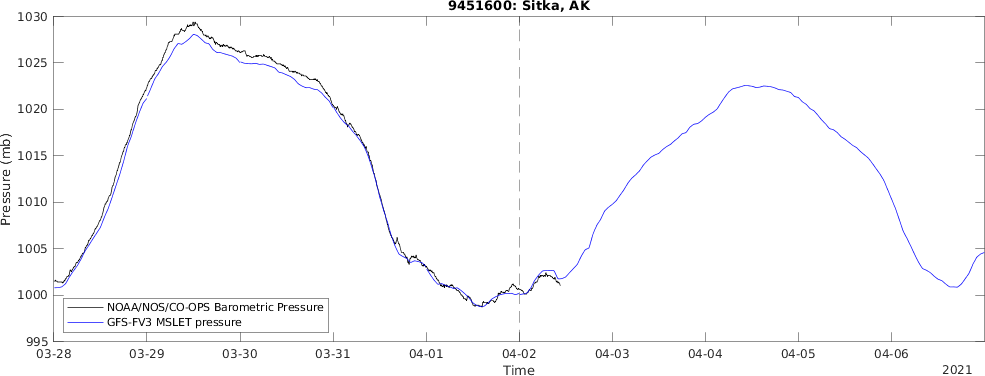 9451600: Sitka, AK
1030
1025
1020
1015
1010
1005
1000
995
Pressure (mb)
NOAA/NOS/CO-OPS Barometric Pressure
GFS-FV3 MSLET pressure
03-28 03-29 03-30 03-31 04-01 04-02 04-03 04-04 04-05 04-06
Time
2021